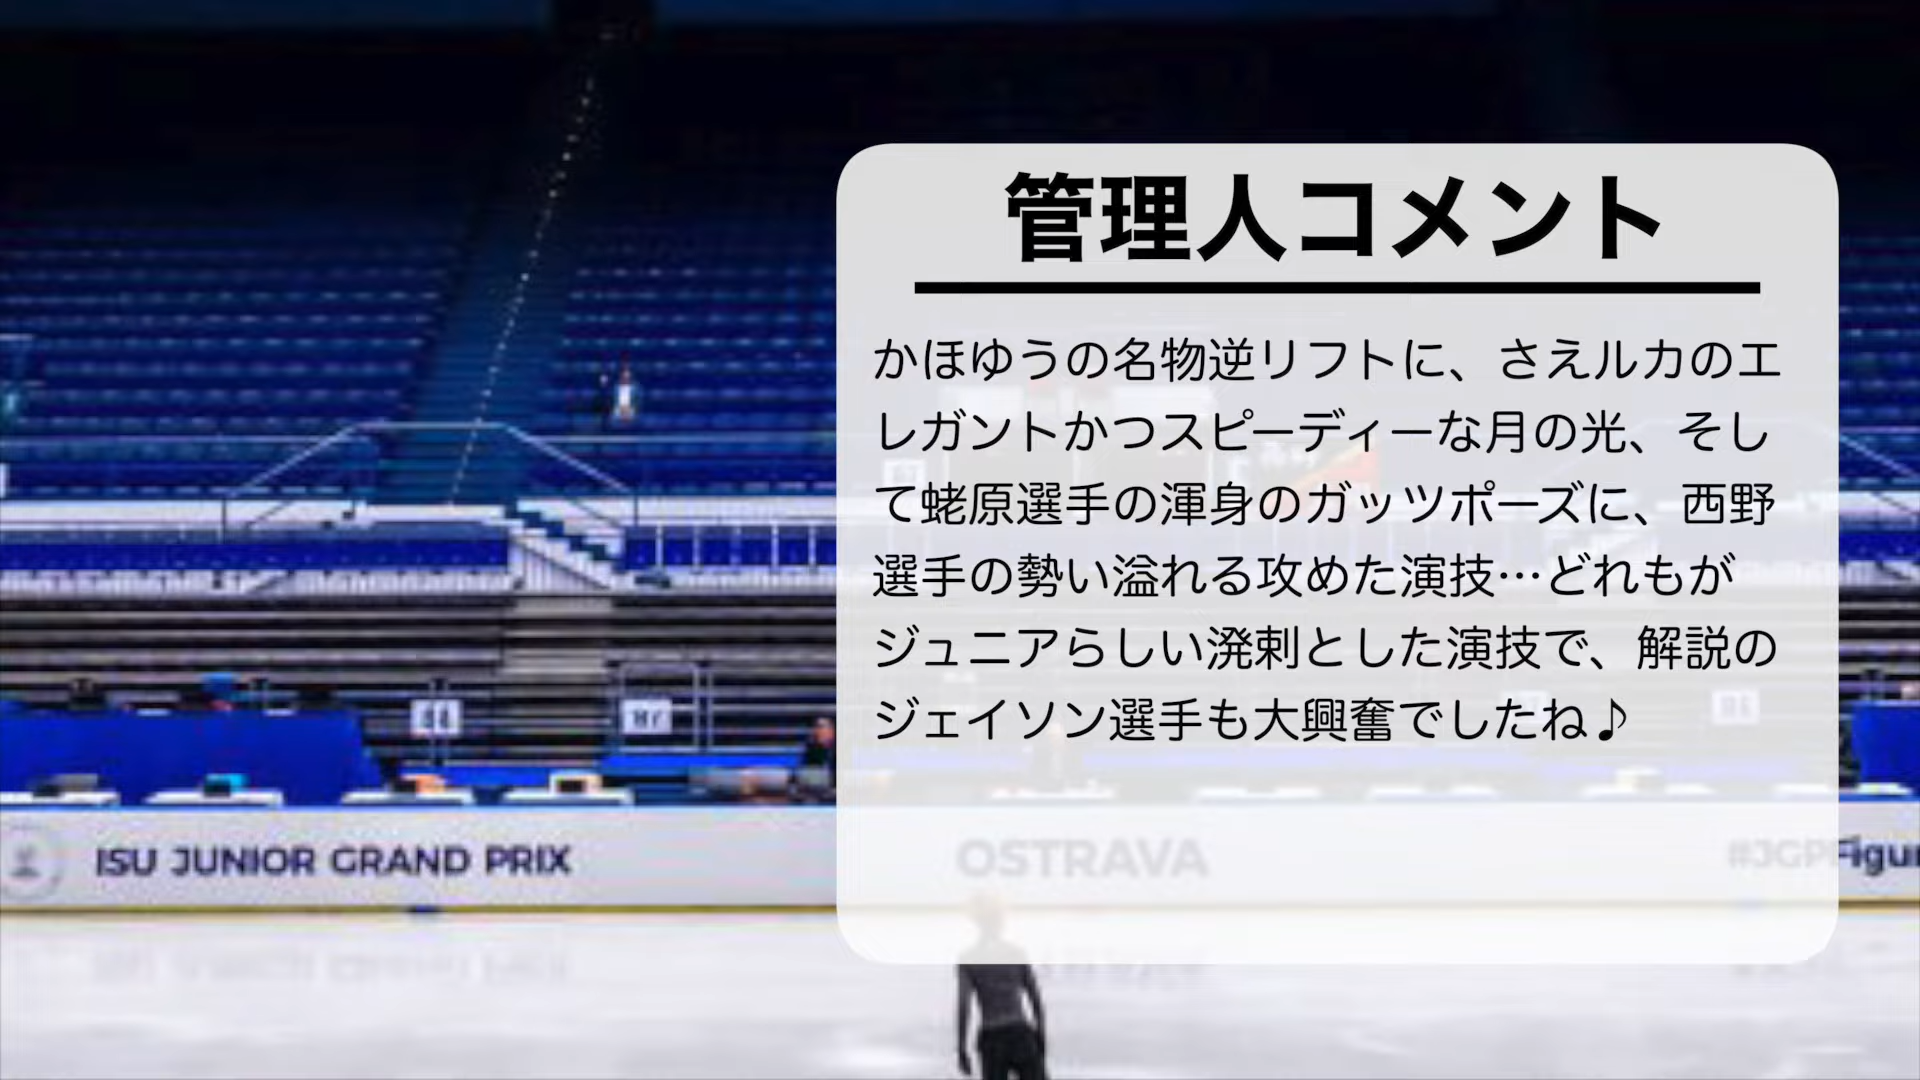 管理人コメント
かほゆうの名物逆リフトに、さえルカのエ
レガントかつスピーディーな月の光、そし
て蛯原選手の渾身のガッツポーズに、西野
選手の勢い溢れる攻めた演技…どれもが
ジュニアらしい溌剌とした演技で、解説の
ジェイソン選手も大興奮でしたね♪
ISU JUNIOR GRAND PRIX
OSTRAVA
#JGPFigur